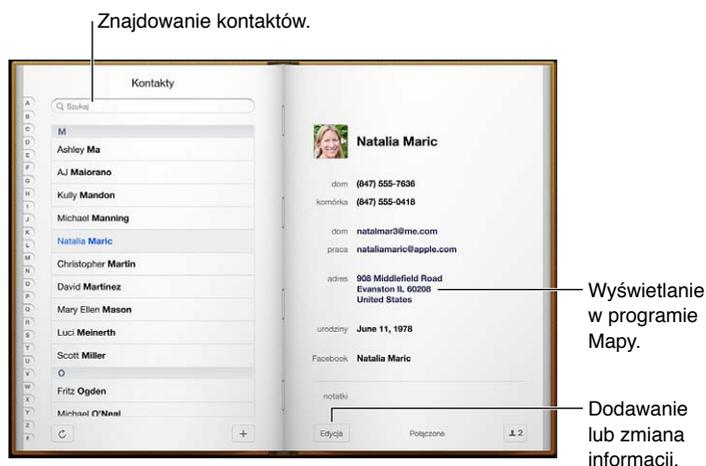 Znajdowanie kontaktów.
Kontakty
Szukaj
A
B
C
D
E
F
G
H
I
J
K
L
M
N
O
P
Q
R
S
T
U
V
W
X
Y
Z
#
M
Ashley Ma
AJ Maiorano
Kully Mandon
Michael Manning
Natalia Maric
Christopher Martin
David Martinez
Mary Ellen Mason
Luci Meinerth
Scott Miller
O
Fritz Ogden
Michael O'Neal
Natalia Maric
dom (847) 555-7636
komórka (847) 555-0418
dom natalmar3@me.com
praca nataliamaric@apple.com
adres 908 Middlefield Road
Evanston IL 60208
United States
urodziny June 11, 1978
Facebook Natalia Maric
notatki
Edycja
Połączone
2
Wyświetlanie
w programie
Mapy.
Dodawanie
lub zmiana
informacji.